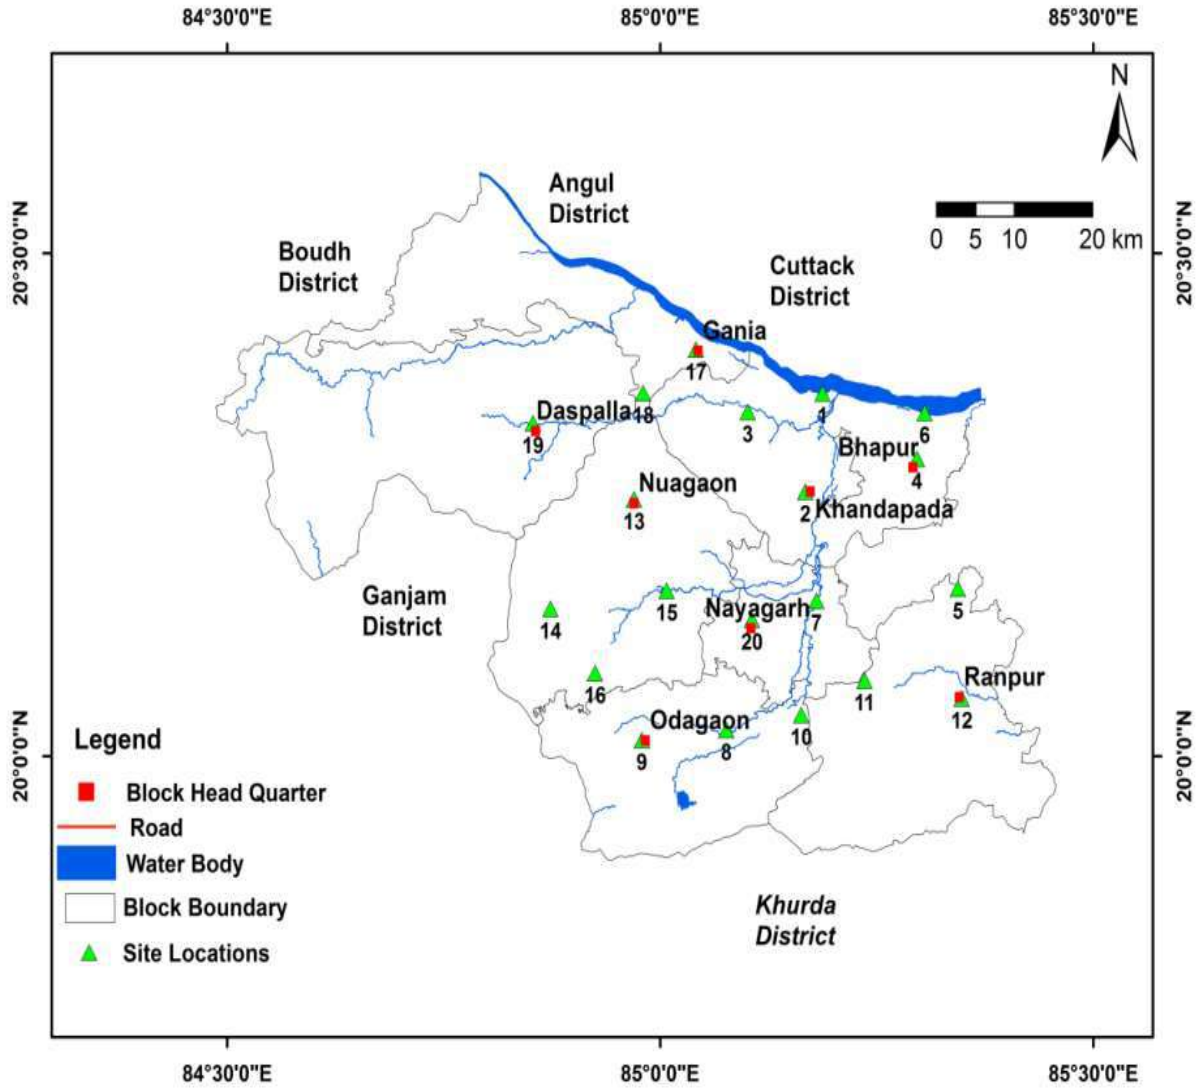 84°30'0"E
85°0'0"E
85°30'0"E
N
Angul
District
20°30'0"N
20°30'0"N
0 5 10 20 km
Boudh
District
Cuttack
District
Gania
17
18
1
Daspalla
3
6
19
Bhapur
4
Nuagaon
13
2
Khandapada
Ganjam
District
15
14
Nayagarh
7
5
20
16
11
Ranpur
12
Odagaon
10
9
8
20°0'0"N
20°0'0"N
Legend
Block Head Quarter
Road
Water Body
Block Boundary
Site Locations
Khurda
District
84°30'0"E
85°0'0"E
85°30'0"E